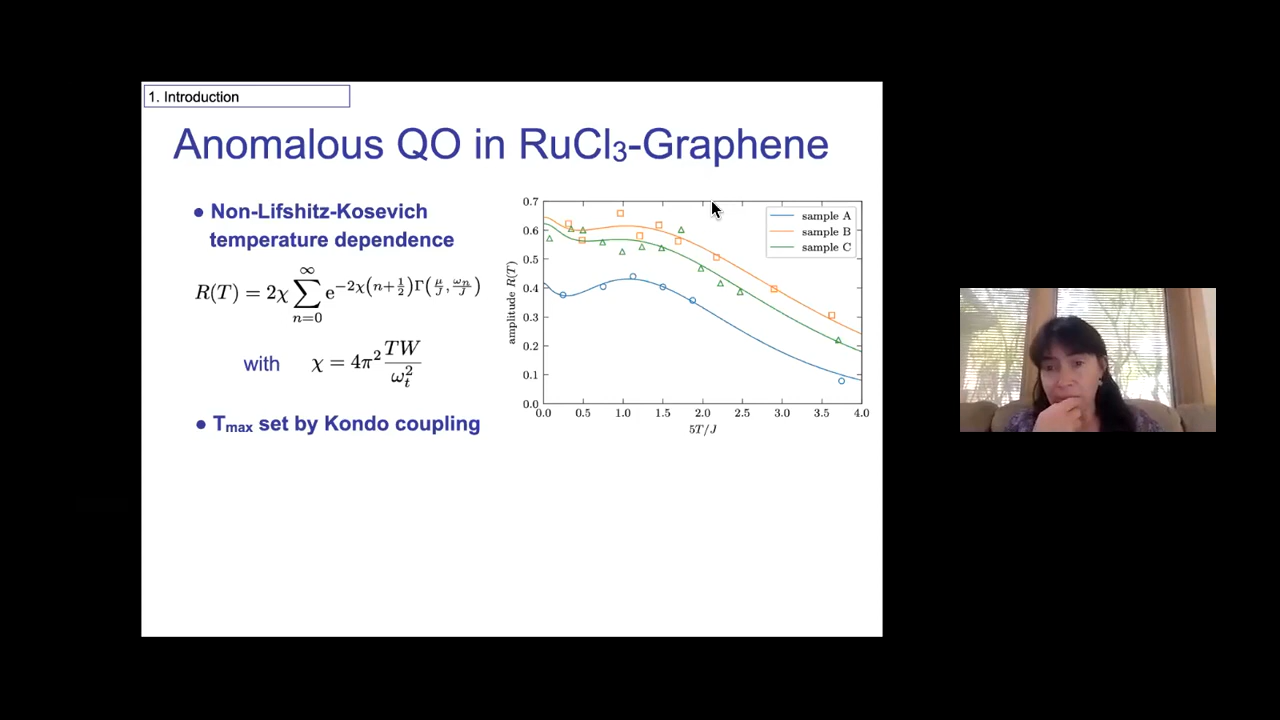 1. Introduction
Anomalous QO in RuCl₃-Graphene
● Non-Lifshitz-Kosevich
temperature dependence
R(T) = 2χ ∑_{n=0}^{∞} e^{−2χ(n+½)Γ(μ/J, ωₙ/J)}
with χ = 4π² TW/ωₜ²
● Tₘₐₓ set by Kondo coupling
amplitude R(T)
0.7
0.6
0.5
0.4
0.3
0.2
0.1
0.0
0.0 0.5 1.0 1.5 2.0 2.5 3.0 3.5 4.0
5T/J
sample A
sample B
sample C